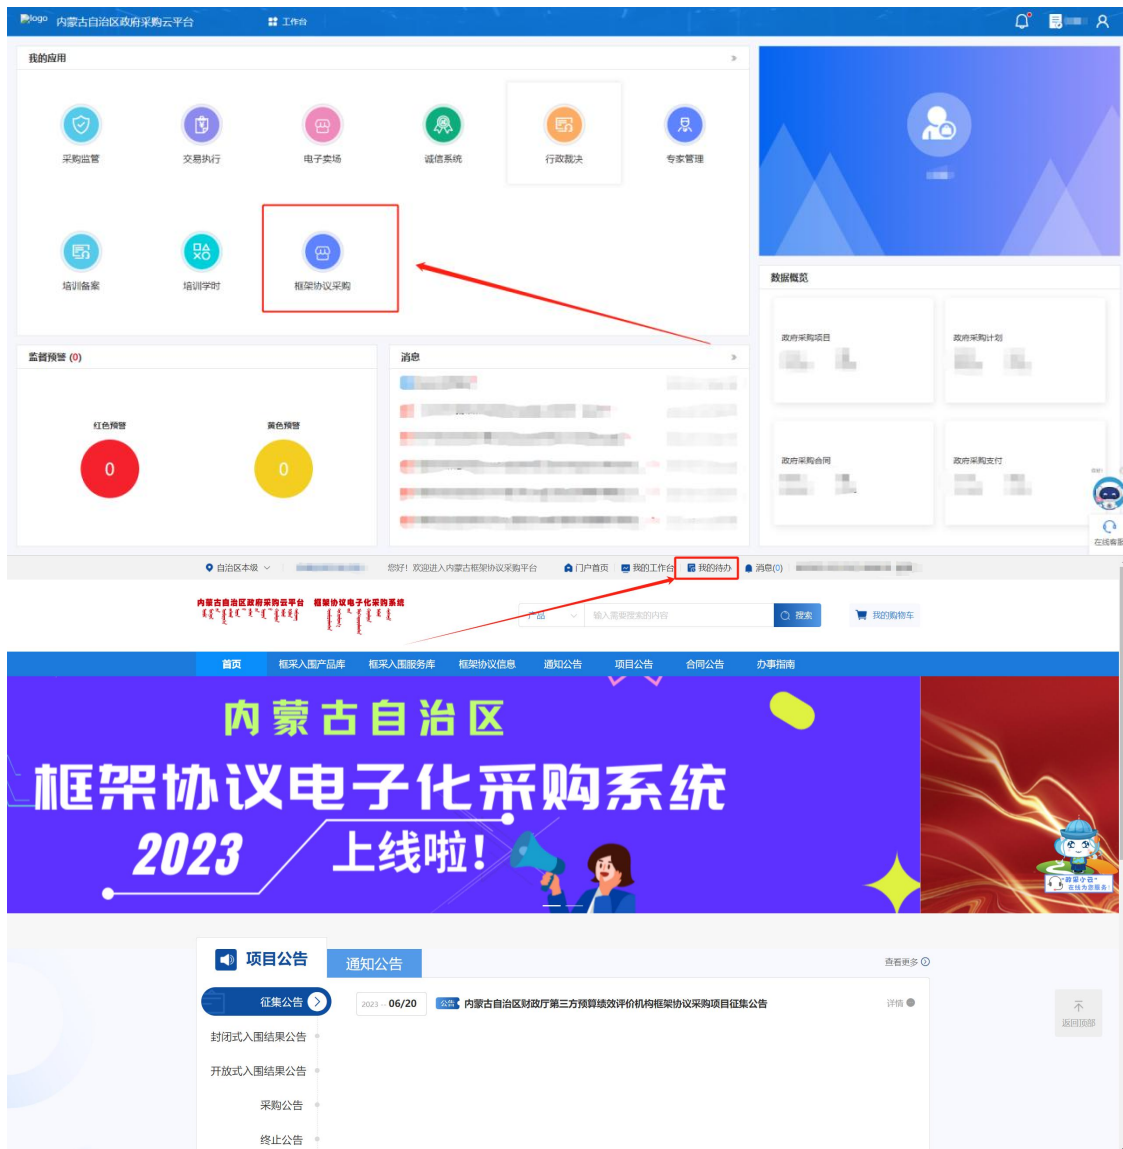 logo 内蒙古自治区政府采购云平台 工作台
我的应用
采购监管 交易执行 电子卖场 诚信系统 行政裁决 专家管理
培训备案 培训学时 框架协议采购
数据概览
政府采购项目 政府采购计划
政府采购合同 政府采购支付
监督预警 (0)
红色预警 黄色预警
0 0
消息
在线客服
自治区本级 您好！欢迎进入内蒙古框架协议采购平台 门户首页 我的工作台 我的待办 消息(0)
内蒙古自治区政府采购云平台 框架协议电子化采购系统
产品 输入需要搜索的内容 搜索 我的购物车
首页 框采入围产品库 框采入围服务库 框架协议信息 通知公告 项目公告 合同公告 办事指南
内蒙古自治区
框架协议电子化采购系统
2023 上线啦！
"政采小蒙"
在线为您服务!
项目公告 通知公告 查看更多
征集公告 2023 - 06/20 公告 内蒙古自治区财政厅第三方预算绩效评价机构框架协议采购项目征集公告 详情
封闭式入围结果公告
开放式入围结果公告
采购公告
终止公告
返回顶部